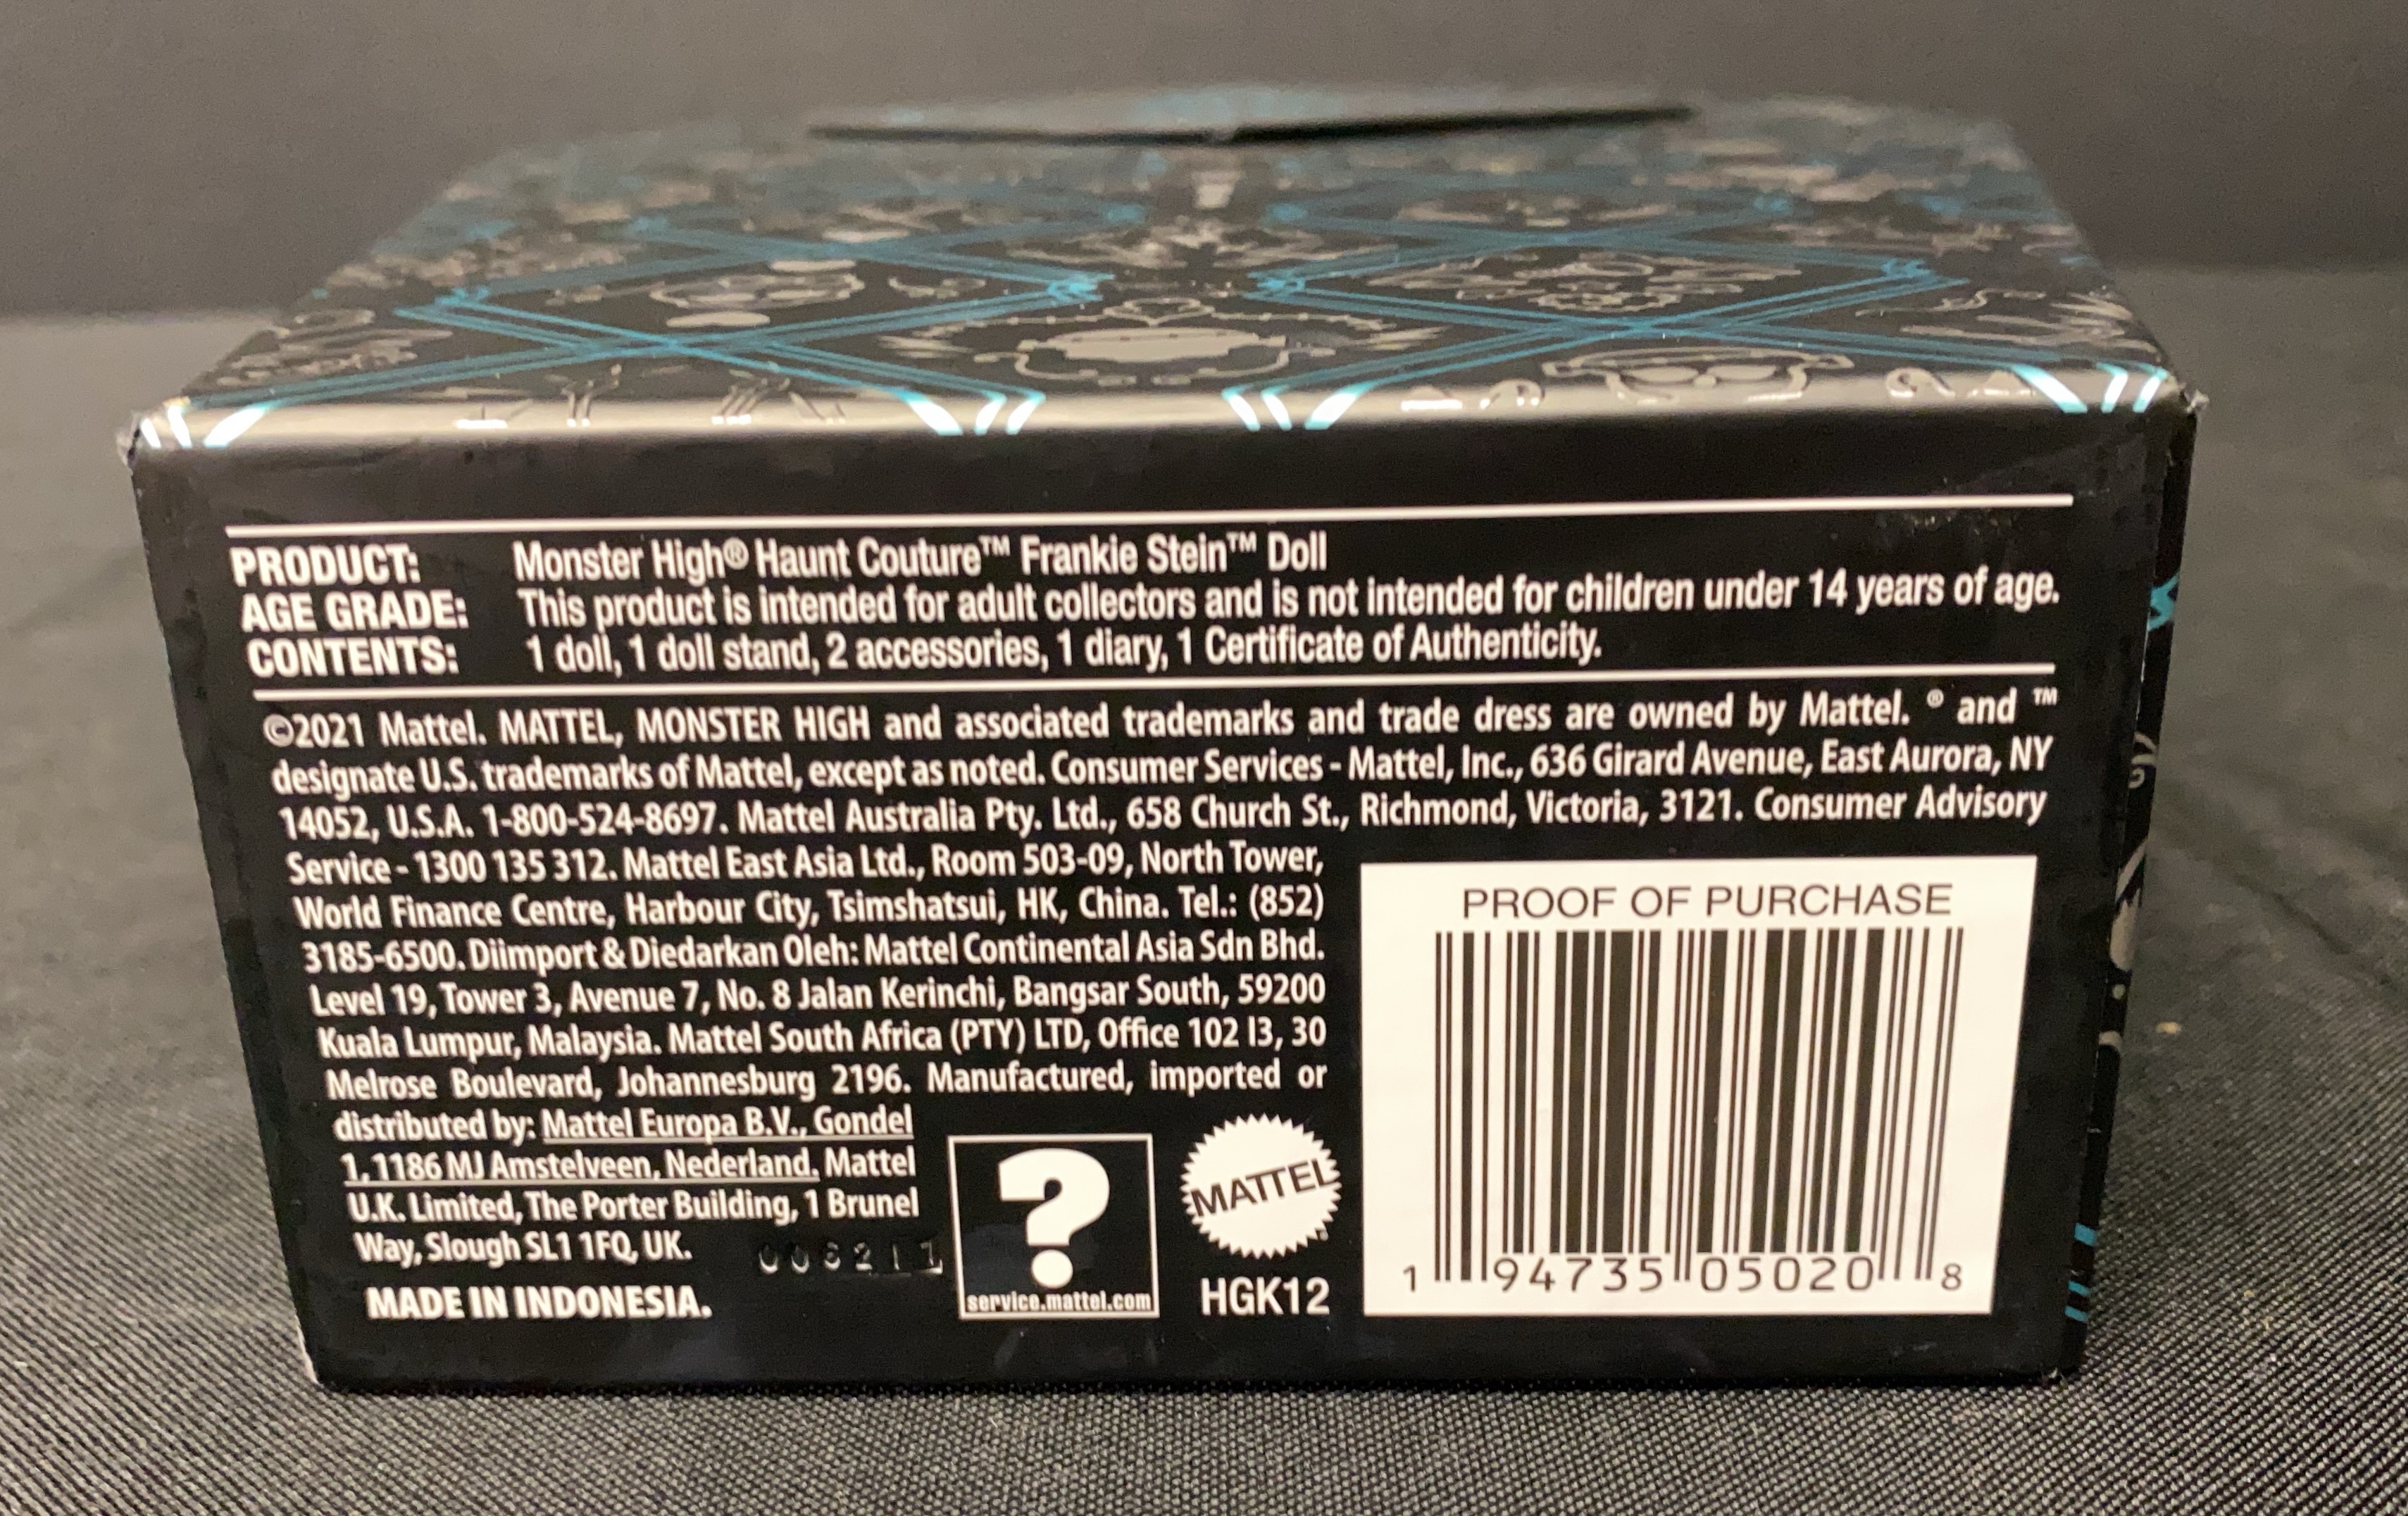 PRODUCT: Monster High® Haunt Couture™ Frankie Stein™ Doll
AGE GRADE: This product is intended for adult collectors and is not intended for children under 14 years of age.
CONTENTS: 1 doll, 1 doll stand, 2 accessories, 1 diary, 1 Certificate of Authenticity.
©2021 Mattel. MATTEL, MONSTER HIGH and associated trademarks and trade dress are owned by Mattel. ® and ™
designate U.S. trademarks of Mattel, except as noted. Consumer Services - Mattel, Inc., 636 Girard Avenue, East Aurora, NY
14052, U.S.A. 1-800-524-8697. Mattel Australia Pty. Ltd., 658 Church St., Richmond, Victoria, 3121. Consumer Advisory
Service - 1300 135 312. Mattel East Asia Ltd., Room 503-09, North Tower,
World Finance Centre, Harbour City, Tsimshatsui, HK, China. Tel.: (852)
3185-6500. Diimport & Diedarkan Oleh: Mattel Continental Asia Sdn Bhd.
Level 19, Tower 3, Avenue 7, No. 8 Jalan Kerinchi, Bangsar South, 59200
Kuala Lumpur, Malaysia. Mattel South Africa (PTY) LTD, Office 102 I3, 30
Melrose Boulevard, Johannesburg 2196. Manufactured, imported or
distributed by: Mattel Europa B.V., Gondel
1, 1186 MJ Amstelveen, Nederland. Mattel
U.K. Limited, The Porter Building, 1 Brunel
Way, Slough SL1 1FQ, UK.
MADE IN INDONESIA.
?
service.mattel.com
MATTEL
HGK12
PROOF OF PURCHASE
1 94735 05020 8